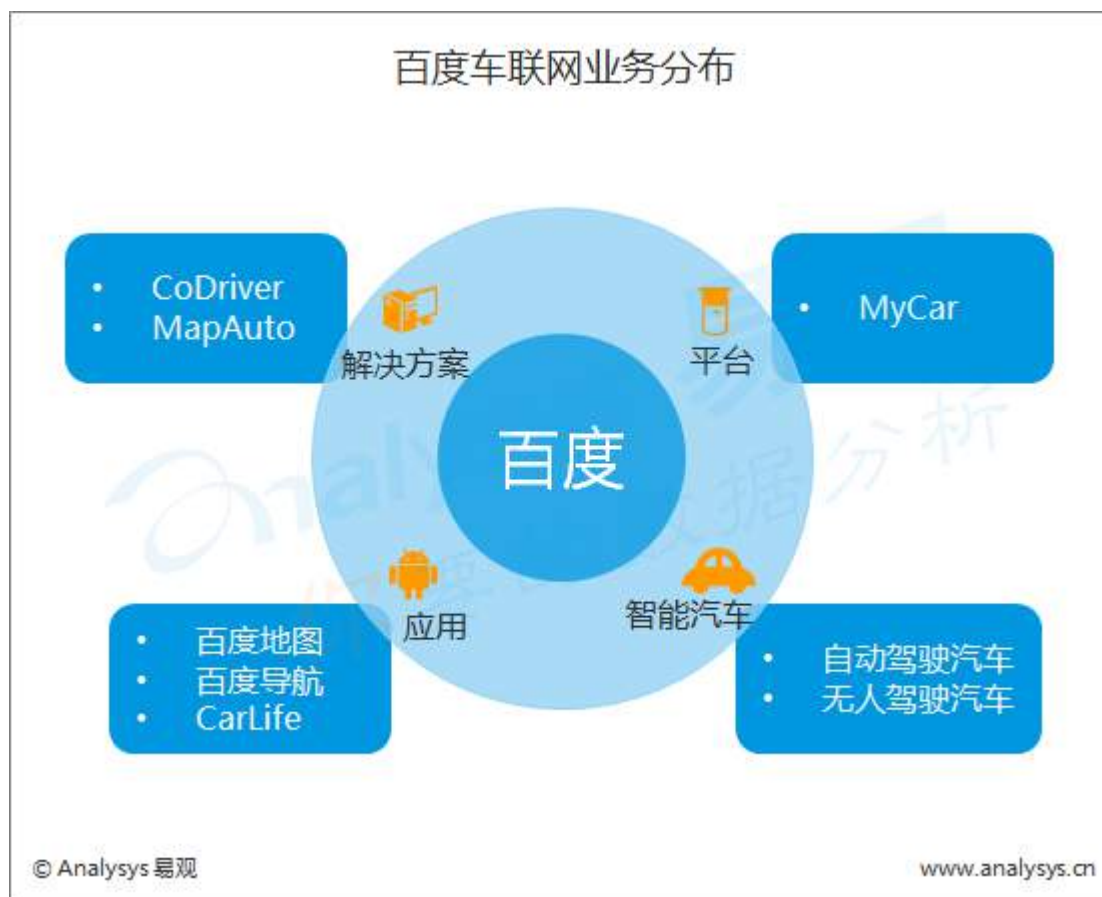 百度车联网业务分布
• CoDriver
• MapAuto
解决方案
平台
• MyCar
百度
应用
• 百度地图
• 百度导航
• CarLife
智能汽车
• 自动驾驶汽车
• 无人驾驶汽车
© Analysys 易观
www.analysys.cn